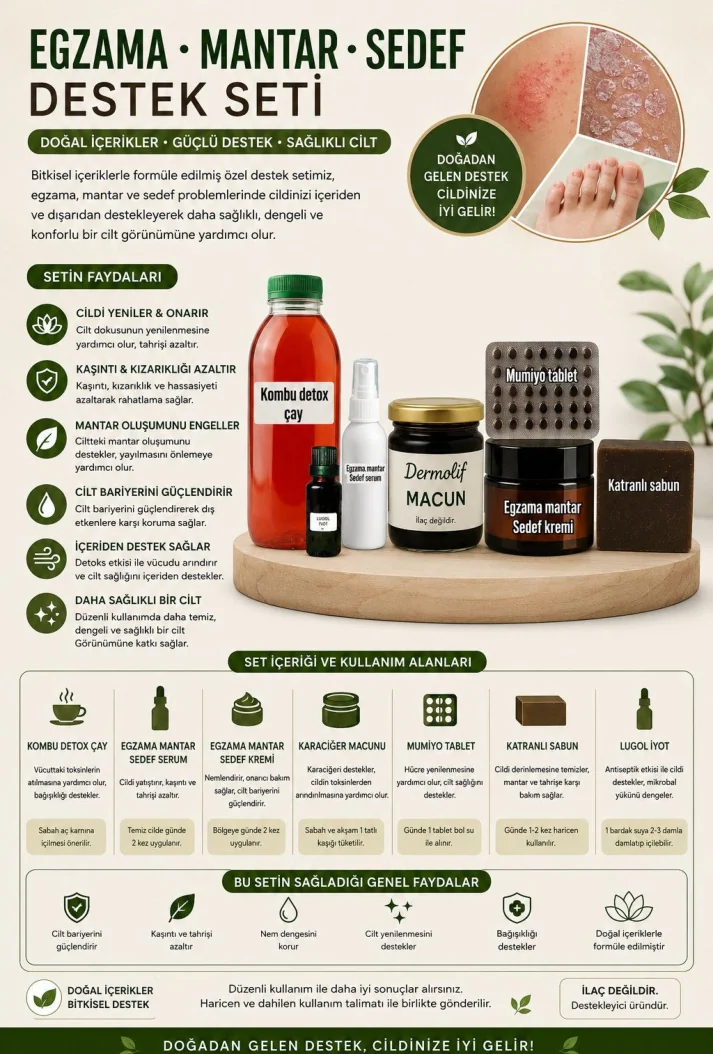 EGZAMA • MANTAR • SEDEF
DESTEK SETİ
DOĞAL İÇERİKLER • GÜÇLÜ DESTEK • SAĞLIKLI CİLT
Bitkisel içeriklerle formüle edilmiş özel destek setimiz,
egzama, mantar ve sedef problemlerinde cildinizi içeriden
ve dışarıdan destekleyerek daha sağlıklı, dengeli ve
konforlu bir cilt görünümüne yardımcı olur.
DOĞADAN
GELEN DESTEK
CİLDİNİZE
İYİ GELİR!
SETİN FAYDALARI
CİLDİ YENİLER & ONARIR
Cilt dokusunun yenilenmesine
yardımcı olur, tahrişi azaltır.
KAŞINTI & KIZARIKLIĞI AZALTIR
Kaşıntı, kızarıklık ve hassasiyeti
azaltarak rahatlama sağlar.
MANTAR OLUŞUMUNU ENGELLER
Ciltteki mantar oluşumunu
destekler, yayılmasını önlemeye
yardımcı olur.
CİLT BARİYERİNİ GÜÇLENDİRİR
Cilt bariyerini güçlendirerek dış
etkenlere karşı koruma sağlar.
İÇERİDEN DESTEK SAĞLAR
Detoks etkisi ile vücudu arındırır
ve cilt sağlığını içeriden destekler.
DAHA SAĞLIKLI BİR CİLT
Düzenli kullanımda daha temiz,
dengeli ve sağlıklı bir cilt
Görünümüne katkı sağlar.
Kombu detox
çay
LUGOL
İYOT
Egzama mantar
Sedef serum
Dermolif
MACUN
İlaç değildir.
Mumiyo tablet
Egzama mantar
Sedef kremi
Katranlı sabun
SET İÇERİĞİ VE KULLANIM ALANLARI
KOMBU DETOX ÇAY
Vücuttaki toksinlerin
atılmasına yardımcı olur,
bağışıklığı destekler.
Sabah aç karnına
içilmesi önerilir.
EGZAMA MANTAR
SEDEF SERUM
Cildi yatıştırır, kaşıntı ve
tahrişi azaltır.
Temiz cilde günde
2 kez uygulanır.
EGZAMA MANTAR
SEDEF KREMİ
Nemlendirir, onarıcı bakım
sağlar, cilt bariyerini
güçlendirir.
Bölgeye günde 2 kez
uygulanır.
KARACİĞER MACUNU
Karaciğeri destekler,
cildin toksinlerden
arındırılmasına yardımcı olur.
Sabah ve akşam 1 tatlı
kaşığı tüketilir.
MUMİYO TABLET
Hücre yenilenmesine
yardımcı olur, cilt sağlığını
destekler.
Günde 1 tablet bol su
ile alınır.
KATRANLI SABUN
Cildi derinlemesine temizler,
mantar ve tahrişe karşı
bakım sağlar.
Günde 1-2 kez haricen
kullanılır.
LUGOL İYOT
Antiseptik etkisi ile cildi
destekler, mikrobal
yükünü dengeler.
1 bardak suya 2-3 damla
damlatıp içilebilir.
BU SETİN SAĞLADIĞI GENEL FAYDALAR
Cilt bariyerini
güçlendirir
Kaşıntı ve tahrişi
azaltır
Nem dengesini
korur
Cilt yenilenmesini
destekler
Bağışıklığı
destekler
Doğal içeriklerle
formüle edilmiştir
DOĞAL İÇERİKLER
BİTKİSEL DESTEK
Düzenli kullanım ile daha iyi sonuçlar alırsınız.
Haricen ve dahilen kullanım talimatı ile birlikte gönderilir.
İLAÇ DEĞİLDİR.
Destekleyici üründür.
DOĞADAN GELEN DESTEK, CİLDİNİZE İYİ GELİR!